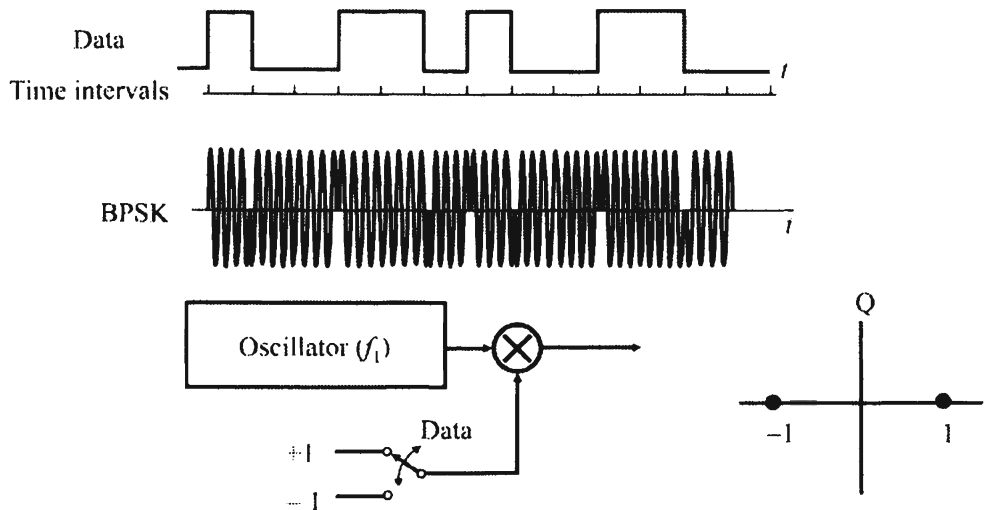 Data
t
Time intervals
BPSK
t
Oscillator (f₁)
Q
Data
+1
−1
−1
1